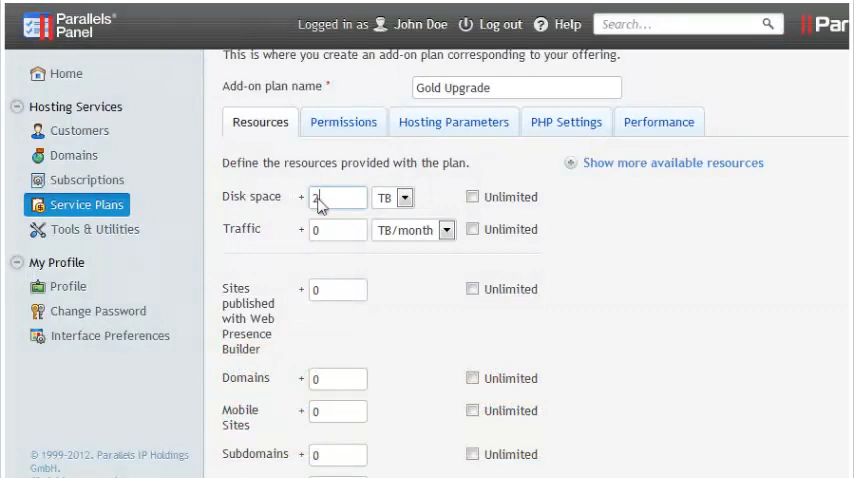 Parallels®
Panel
Logged in as John Doe Log out Help Search...
Par
Home
Hosting Services
Customers
Domains
Subscriptions
Service Plans
Tools & Utilities
My Profile
Profile
Change Password
Interface Preferences
© 1999-2012. Parallels IP Holdings
GmbH.
This is where you create an add-on plan corresponding to your offering.
Add-on plan name * Gold Upgrade
Resources Permissions Hosting Parameters PHP Settings Performance
Define the resources provided with the plan. Show more available resources
Disk space + 2 TB Unlimited
Traffic + 0 TB/month Unlimited
Sites + 0 Unlimited
published
with Web
Presence
Builder
Domains + 0 Unlimited
Mobile + 0 Unlimited
Sites
Subdomains + 0 Unlimited